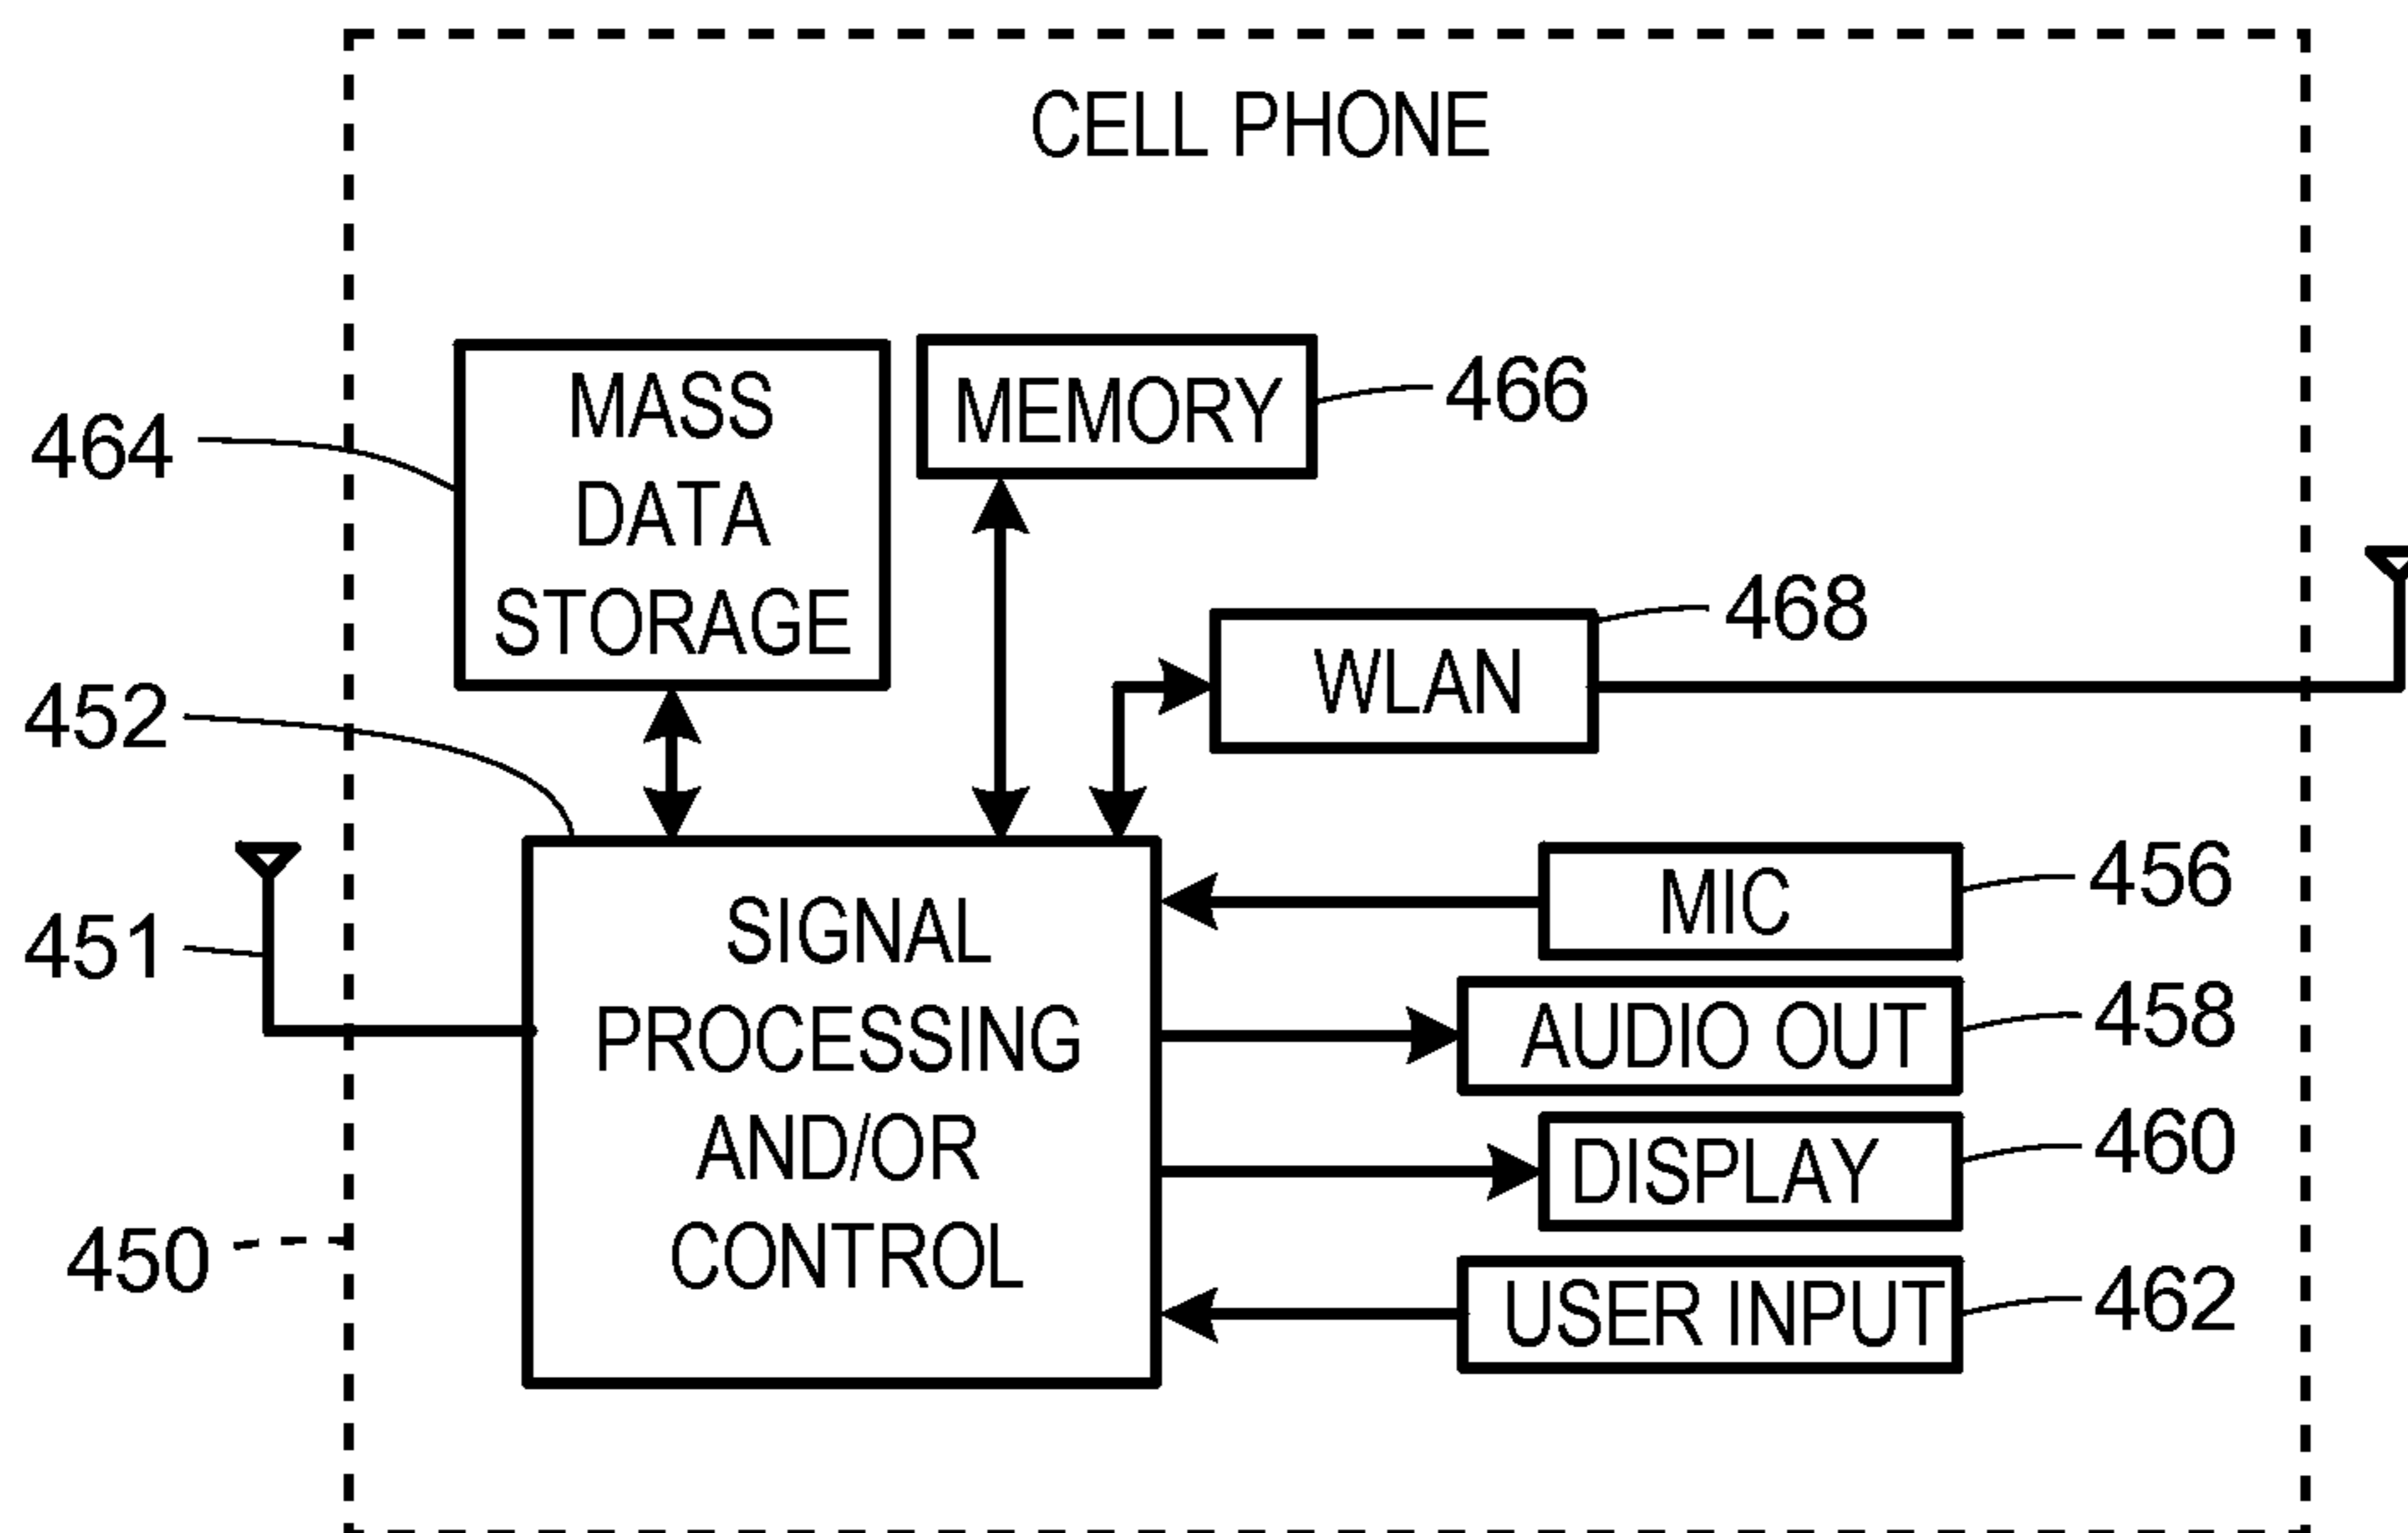 CELL PHONE
MASS
DATA
STORAGE
MEMORY
466
464
WLAN
468
452
SIGNAL
PROCESSING
AND/OR
CONTROL
451
450
MIC
456
AUDIO OUT
458
DISPLAY
460
USER INPUT
462